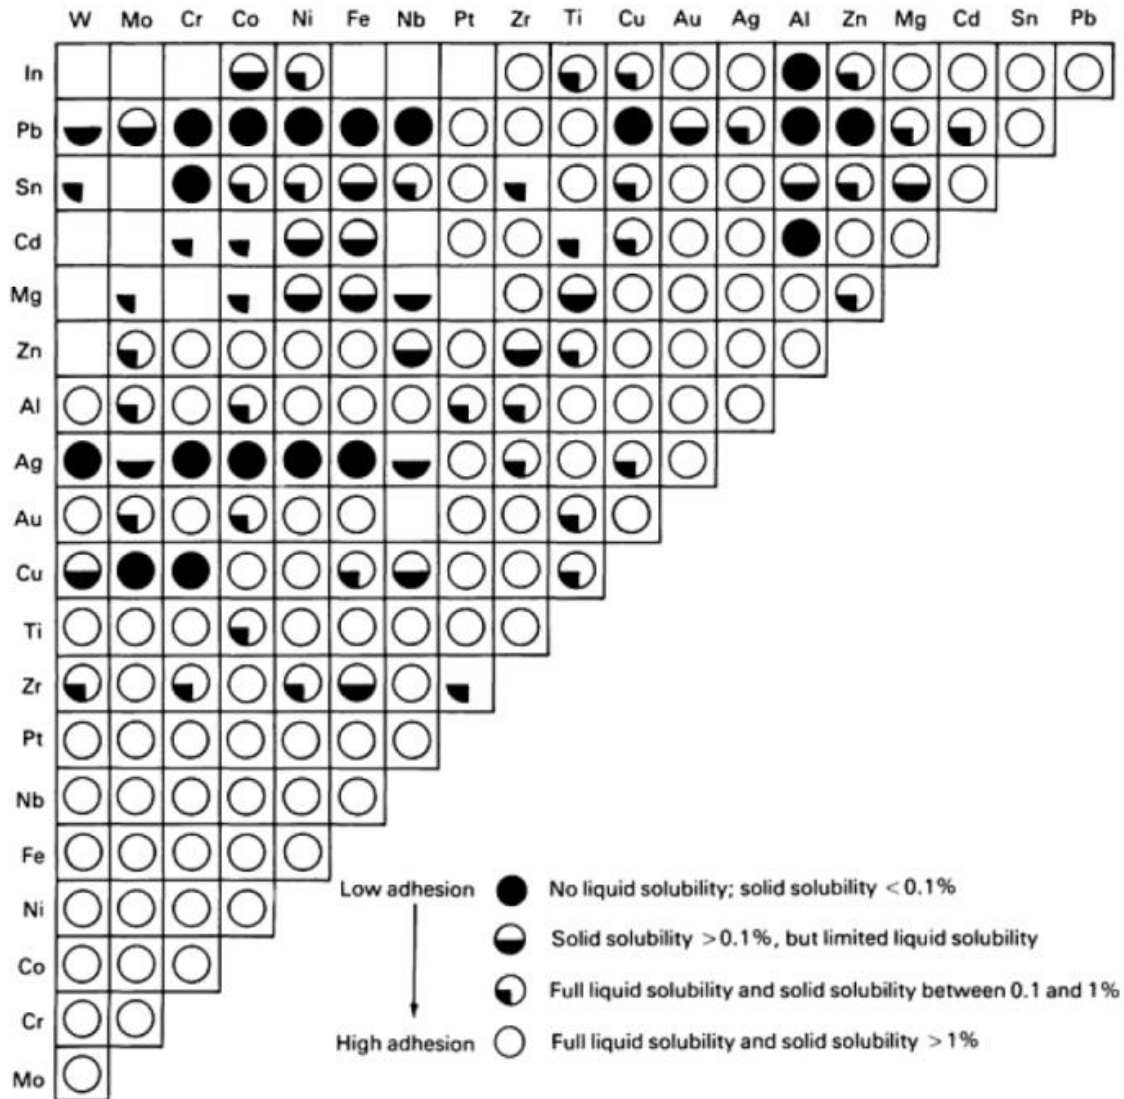 W Mo Cr Co Ni Fe Nb Pt Zr Ti Cu Au Ag Al Zn Mg Cd Sn Pb
In
Pb
Sn
Cd
Mg
Zn
Al
Ag
Au
Cu
Ti
Zr
Pt
Nb
Fe
Ni
Co
Cr
Mo
Low adhesion No liquid solubility; solid solubility < 0.1%
Solid solubility > 0.1%, but limited liquid solubility
Full liquid solubility and solid solubility between 0.1 and 1%
High adhesion Full liquid solubility and solid solubility > 1%